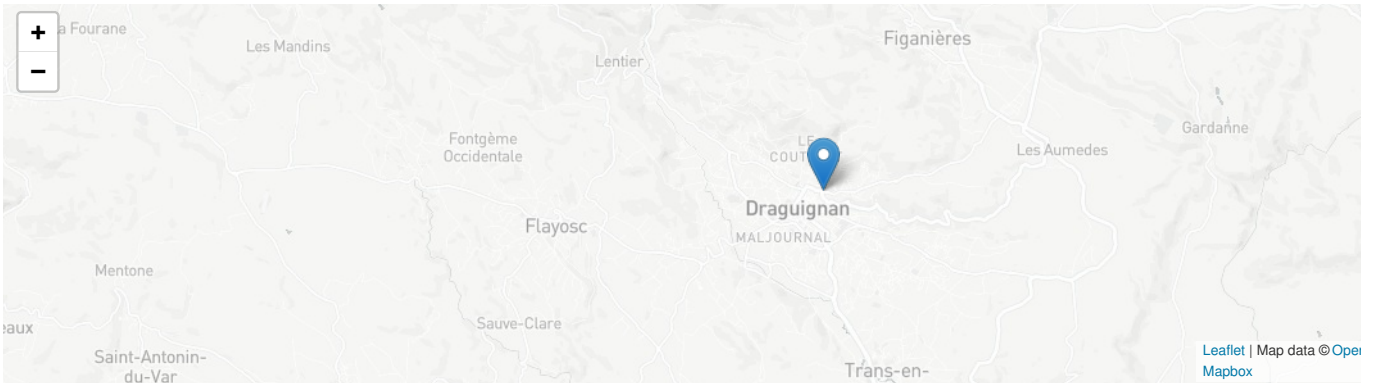 +
−
a Fourane
Les Mandins
Lentier
Figanières
Fontgème
Occidentale
LE
COUT
Gardanne
Les Aumedes
Draguignan
Flayosc
MALJOURNAL
Mentone
eaux
Sauve-Clare
Saint-Antonin-
du-Var
Trans-en-
Leaflet | Map data © Open
Mapbox